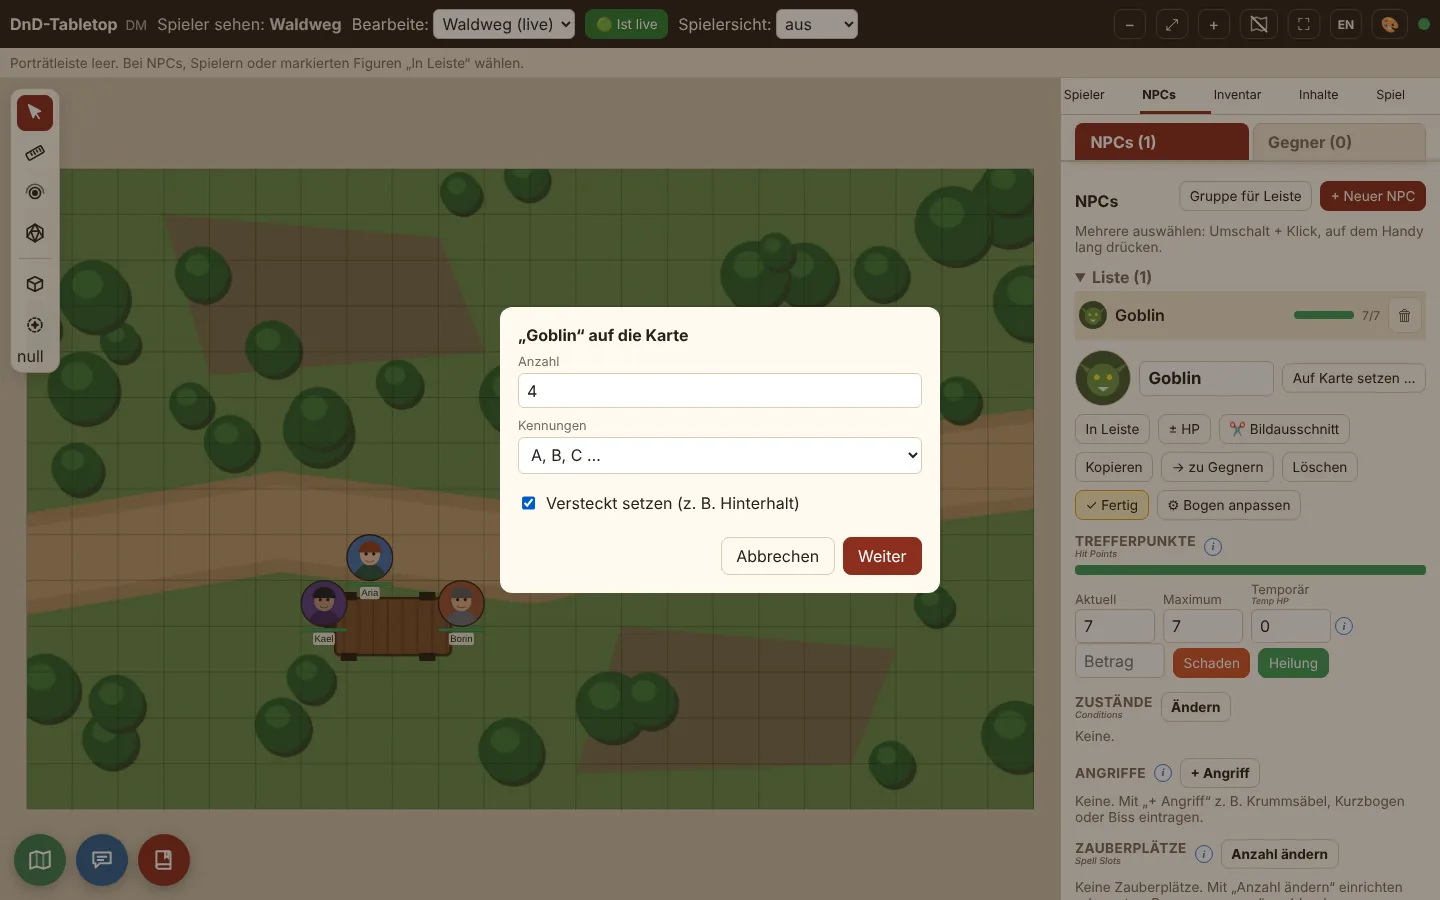 DnD-Tabletop DM Spieler sehen: Waldweg Bearbeite: Waldweg (live) Ist live Spielersicht: aus − + EN
Porträtleiste leer. Bei NPCs, Spielern oder markierten Figuren „In Leiste“ wählen.
null
Aria
Kael
Borin
„Goblin“ auf die Karte
Anzahl
4
Kennungen
A, B, C ...
Versteckt setzen (z. B. Hinterhalt)
Abbrechen Weiter
Spieler NPCs Inventar Inhalte Spiel
NPCs (1) Gegner (0)
NPCs Gruppe für Leiste + Neuer NPC
Mehrere auswählen: Umschalt + Klick, auf dem Handy
lang drücken.
▼ Liste (1)
Goblin 7/7
Goblin Auf Karte setzen ...
In Leiste ± HP Bildausschnitt
Kopieren → zu Gegnern Löschen
✓ Fertig Bogen anpassen
TREFFERPUNKTE i
Hit Points
Aktuell Maximum Temporär
Temp HP
7 7 0 i
Betrag Schaden Heilung
ZUSTÄNDE Ändern
Conditions
Keine.
ANGRIFFE i + Angriff
Keine. Mit „+ Angriff“ z. B. Krummsäbel, Kurzbogen
oder Biss eintragen.
ZAUBERPLÄTZE i Anzahl ändern
Spell Slots
Keine Zauberplätze. Mit „Anzahl ändern“ einrichten